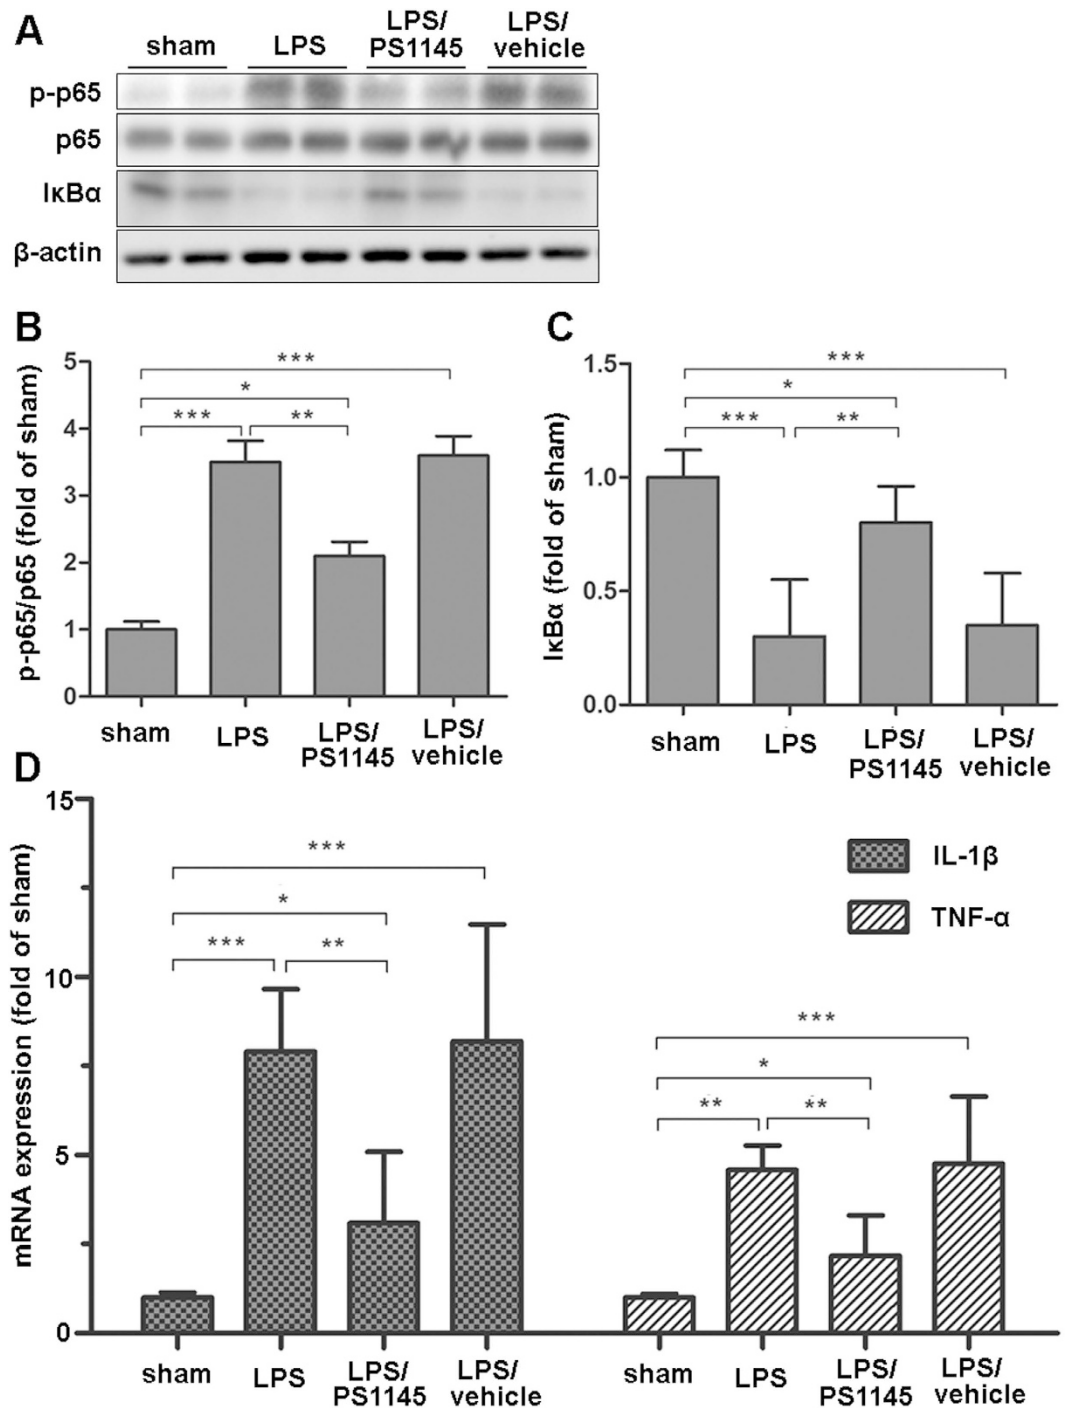 A
sham
LPS
LPS/
PS1145
LPS/
vehicle
p-p65
p65
IκBα
β-actin
B
p-p65/p65 (fold of sham)
5
4
3
2
1
0
***
*
***
**
sham
LPS
LPS/
PS1145
LPS/
vehicle
C
IκBα (fold of sham)
1.5
1.0
0.5
0.0
***
*
***
**
sham
LPS
LPS/
PS1145
LPS/
vehicle
D
mRNA expression (fold of sham)
15
10
5
0
***
*
***
**
IL-1β
TNF-α
***
*
**
**
sham
LPS
LPS/
PS1145
LPS/
vehicle
sham
LPS
LPS/
PS1145
LPS/
vehicle